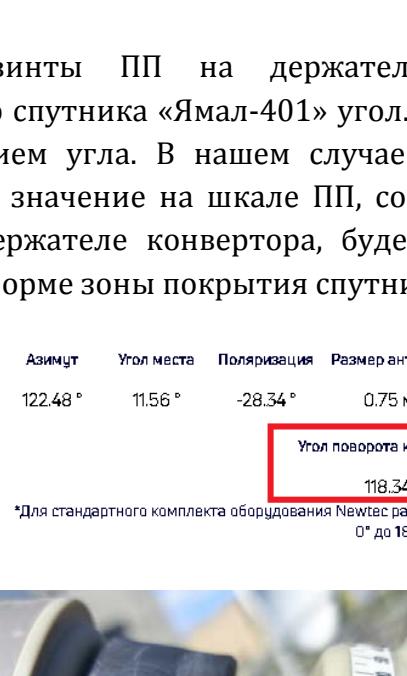 винты ПП на держател
о спутника «Ямал-401» угол.
ием угла. В нашем случае
значение на шкале ПП, со
ержателе конвертора, буде
орме зоны покрытия спутни
Азимут Угол места Поляризация Размер ант
122.48 ° 11.56 ° -28.34 ° 0.75 м
Угол поворота к
118.34
*Для стандартного комплекта оборудования Newtec ра
0° до 18